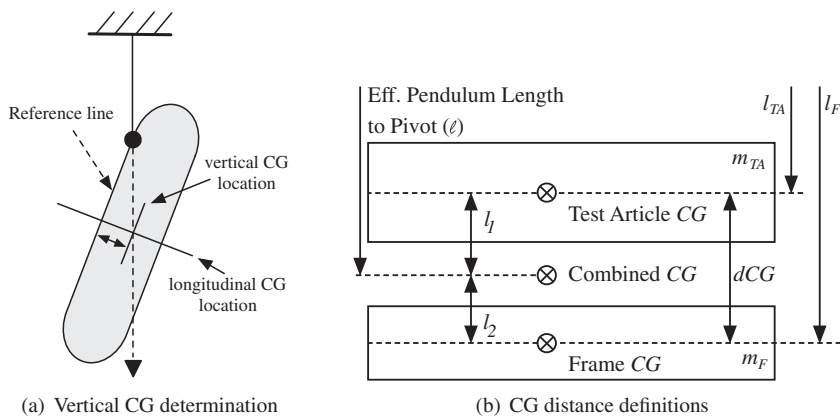 Reference line
vertical CG
location
longitudinal CG
location
(a) Vertical CG determination
Eff. Pendulum Length
to Pivot (ℓ)
l_TA
l_F
m_TA
Test Article CG
l_1
Combined CG
dCG
l_2
Frame CG
m_F
(b) CG distance definitions